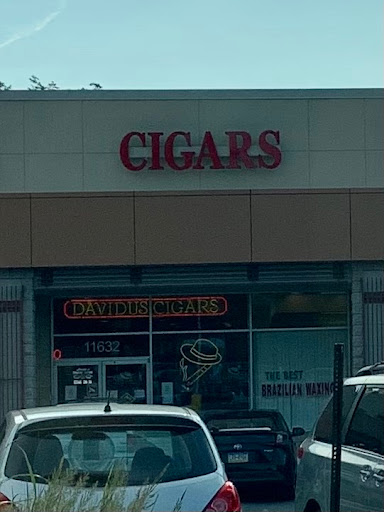 CIGARS
DAVIDUS CIGARS
11632
THE BEST
BRAZILIAN WAXING